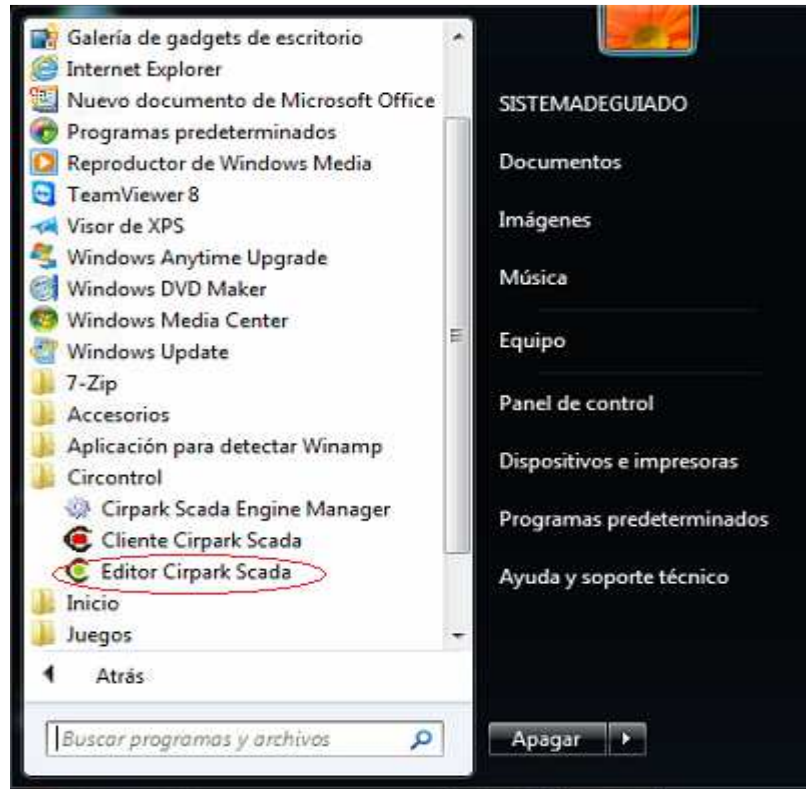 Galería de gadgets de escritorio
Internet Explorer
Nuevo documento de Microsoft Office
Programas predeterminados
Reproductor de Windows Media
TeamViewer 8
Visor de XPS
Windows Anytime Upgrade
Windows DVD Maker
Windows Media Center
Windows Update
7-Zip
Accesorios
Aplicación para detectar Winamp
Circontrol
Cirpark Scada Engine Manager
Cliente Cirpark Scada
Editor Cirpark Scada
Inicio
Juegos
Atrás
Buscar programas y archivos
SISTEMADEGUIADO
Documentos
Imágenes
Música
Equipo
Panel de control
Dispositivos e impresoras
Programas predeterminados
Ayuda y soporte técnico
Apagar